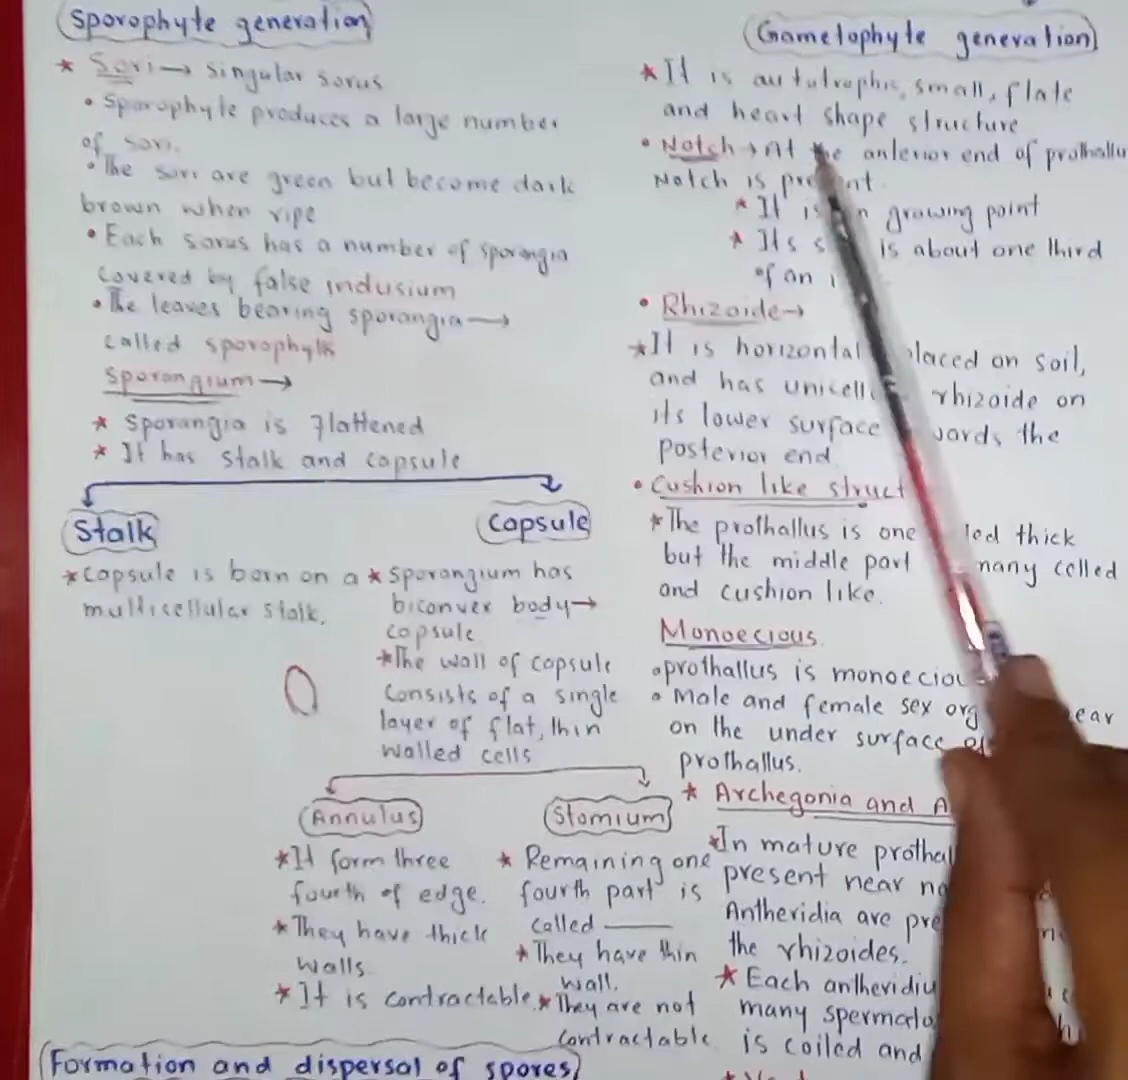 Sporophyte generation
* Sori → singular sorus
• Sporophyte produces a large number
of sori.
• The sori are green but become dark
brown when ripe
• Each sorus has a number of sporangia
covered by false indusium
• The leaves bearing sporangia →
called sporophylls
Sporangium →
* Sporangia is flattened
* It has stalk and capsule
Stalk
* Capsule is born on a
multicellular stalk.
Capsule
* Sporangium has
biconvex body →
capsule
* The wall of capsule
consists of a single
layer of flat, thin
walled cells
Annulus
* It form three
fourth of edge.
* They have thick
walls
* It is contractable.
Stomium
* Remaining one
fourth part is
called ——
* They have thin
wall.
* They are not
contractable
Formation and dispersal of spores
Gametophyte generation
* It is autotrophic, small, flate
and heart shape structure
• Notch → At the anterior end of prothallu
Notch is
* It is growing point
* Its is about one third
of an
• Rhizoide →
* It is horizontal placed on soil,
and has rhizoide on
its lower surface the
posterior end
• Cushion like struct
* The prothallus is one thick
but the middle part many celled
and cushion like.
Monoecious
• prothallus is
• Male and female sex
on the under surface
prothallus.
* Archegonia and
* In mature
present near
Antheridia are
the rhizoides.
* Each
many
is coiled and